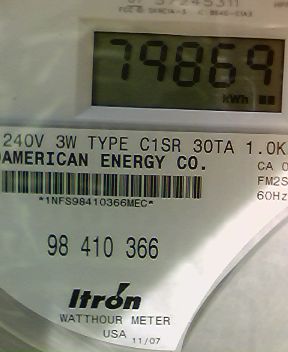 79869
kWh
240V 3W TYPE C1SR 30TA 1.0K
AMERICAN ENERGY CO.
CA 0
*1NFS98410366MEC*
FM2S
60Hz
98 410 366
Itron
WATTHOUR METER
USA 11/07